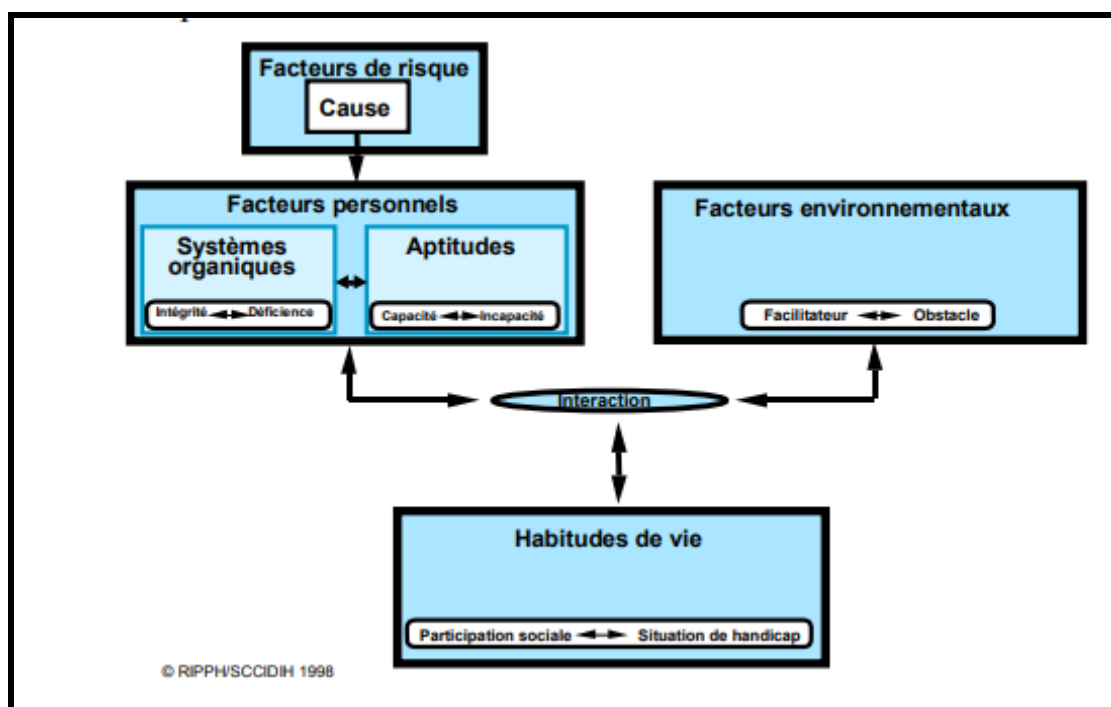 Facteurs de risque
Cause
Facteurs personnels
Systèmes
organiques
Intégrité Déficience
Aptitudes
Capacité Incapacité
Facteurs environnementaux
Facilitateur Obstacle
Interaction
Habitudes de vie
Participation sociale Situation de handicap
© RIPPH/SCCIDIH 1998